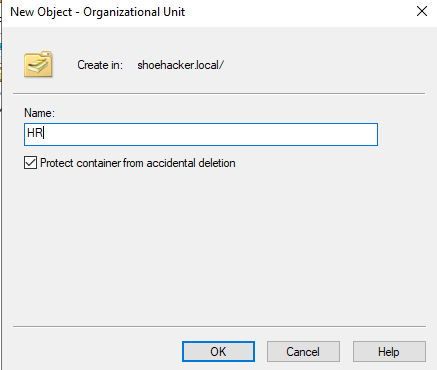 New Object - Organizational Unit
Create in: shoehacker.local/
Name:
HR
Protect container from accidental deletion
OK Cancel Help